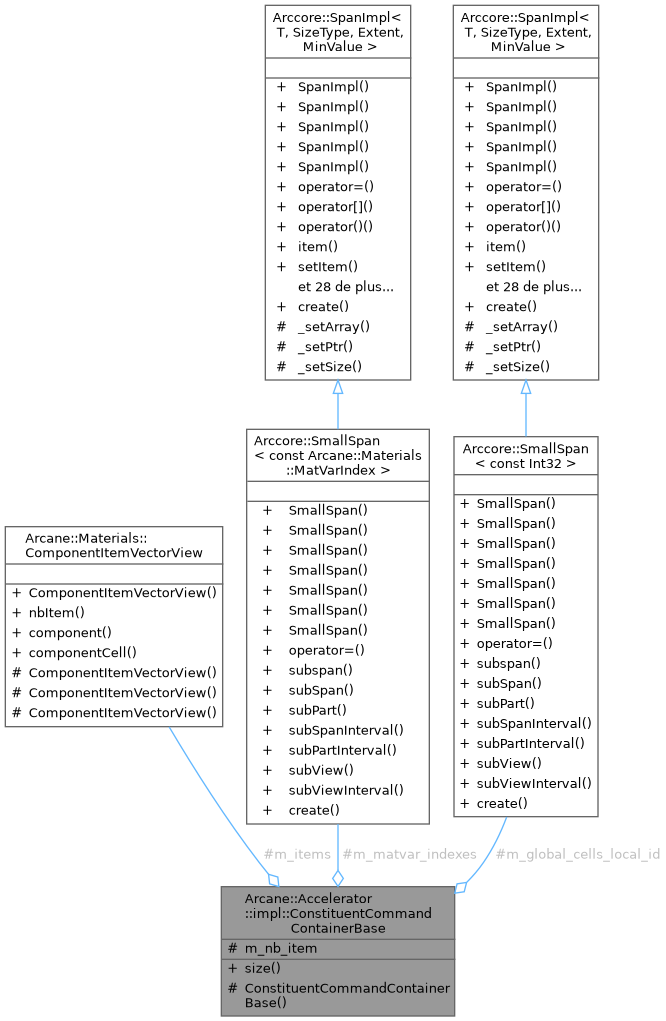 Arccore::SpanImpl<
T, SizeType, Extent,
MinValue >
+ SpanImpl()
+ SpanImpl()
+ SpanImpl()
+ SpanImpl()
+ SpanImpl()
+ operator=()
+ operator[]()
+ operator()()
+ item()
+ setItem()
et 28 de plus...
+ create()
# _setArray()
# _setPtr()
# _setSize()
Arccore::SpanImpl<
T, SizeType, Extent,
MinValue >
+ SpanImpl()
+ SpanImpl()
+ SpanImpl()
+ SpanImpl()
+ SpanImpl()
+ operator=()
+ operator[]()
+ operator()()
+ item()
+ setItem()
et 28 de plus...
+ create()
# _setArray()
# _setPtr()
# _setSize()
Arcane::Materials::
ComponentItemVectorView
+ ComponentItemVectorView()
+ nbItem()
+ component()
+ componentCell()
# ComponentItemVectorView()
# ComponentItemVectorView()
# ComponentItemVectorView()
Arccore::SmallSpan
< const Arcane::Materials
::MatVarIndex >
+ SmallSpan()
+ SmallSpan()
+ SmallSpan()
+ SmallSpan()
+ SmallSpan()
+ SmallSpan()
+ SmallSpan()
+ operator=()
+ subspan()
+ subSpan()
+ subPart()
+ subSpanInterval()
+ subPartInterval()
+ subView()
+ subViewInterval()
+ create()
Arccore::SmallSpan
< const Int32 >
+ SmallSpan()
+ SmallSpan()
+ SmallSpan()
+ SmallSpan()
+ SmallSpan()
+ SmallSpan()
+ SmallSpan()
+ operator=()
+ subspan()
+ subSpan()
+ subPart()
+ subSpanInterval()
+ subPartInterval()
+ subView()
+ subViewInterval()
+ create()
#m_items
#m_matvar_indexes
#m_global_cells_local_id
Arcane::Accelerator
::impl::ConstituentCommand
ContainerBase
# m_nb_item
+ size()
# ConstituentCommandContainer
Base()